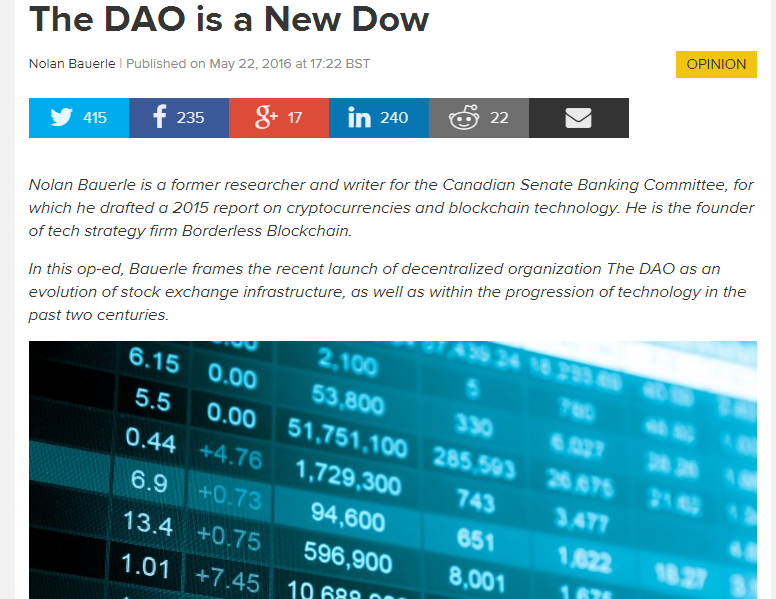 The DAO is a New Dow
Nolan Bauerle | Published on May 22, 2016 at 17:22 BST
OPINION
415 235 17 240 22
Nolan Bauerle is a former researcher and writer for the Canadian Senate Banking Committee, for
which he drafted a 2015 report on cryptocurrencies and blockchain technology. He is the founder
of tech strategy firm Borderless Blockchain.
In this op-ed, Bauerle frames the recent launch of decentralized organization The DAO as an
evolution of stock exchange infrastructure, as well as within the progression of technology in the
past two centuries.
6.15 0.00 2,100 5
5.5 0.00 53,800 330
0.44 +4.76 51,751,100 285,593
6.9 +0.73 1,729,300 743 3,477
13.4 +0.75 94,600 651 1,622
1.01 +7.45 596,900 8,001